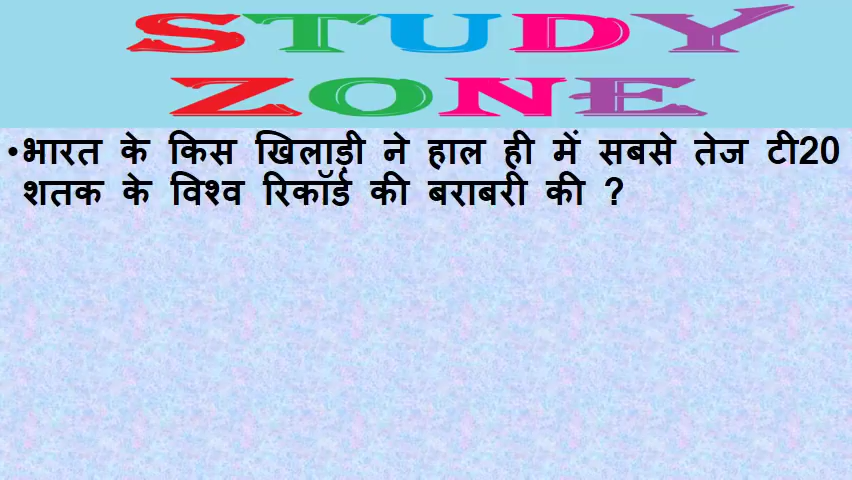 STUDY
ZONE
•भारत के किस खिलाड़ी ने हाल ही में सबसे तेज टी20
शतक के विश्व रिकॉर्ड की बराबरी की ?